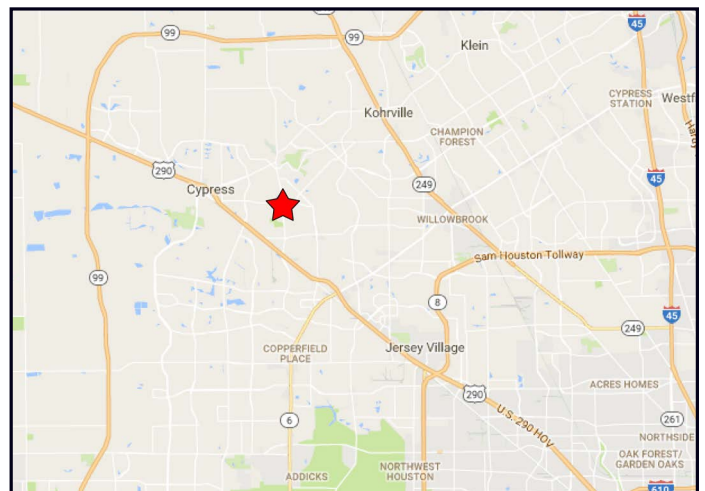 99
99
45
Klein
CYPRESS
STATION
Westf
Kohrville
Hardy
CHAMPION
FOREST
290
Cypress
249
45
WILLOWBROOK
Sam Houston Tollway
99
8
45
249
COPPERFIELD
PLACE
Jersey Village
ACRES HOMES
290
U.S. 290 HOV
6
261
NORTHSIDE
OAK FOREST/
GARDEN OAKS
ADDICKS
NORTHWEST
HOUSTON
610